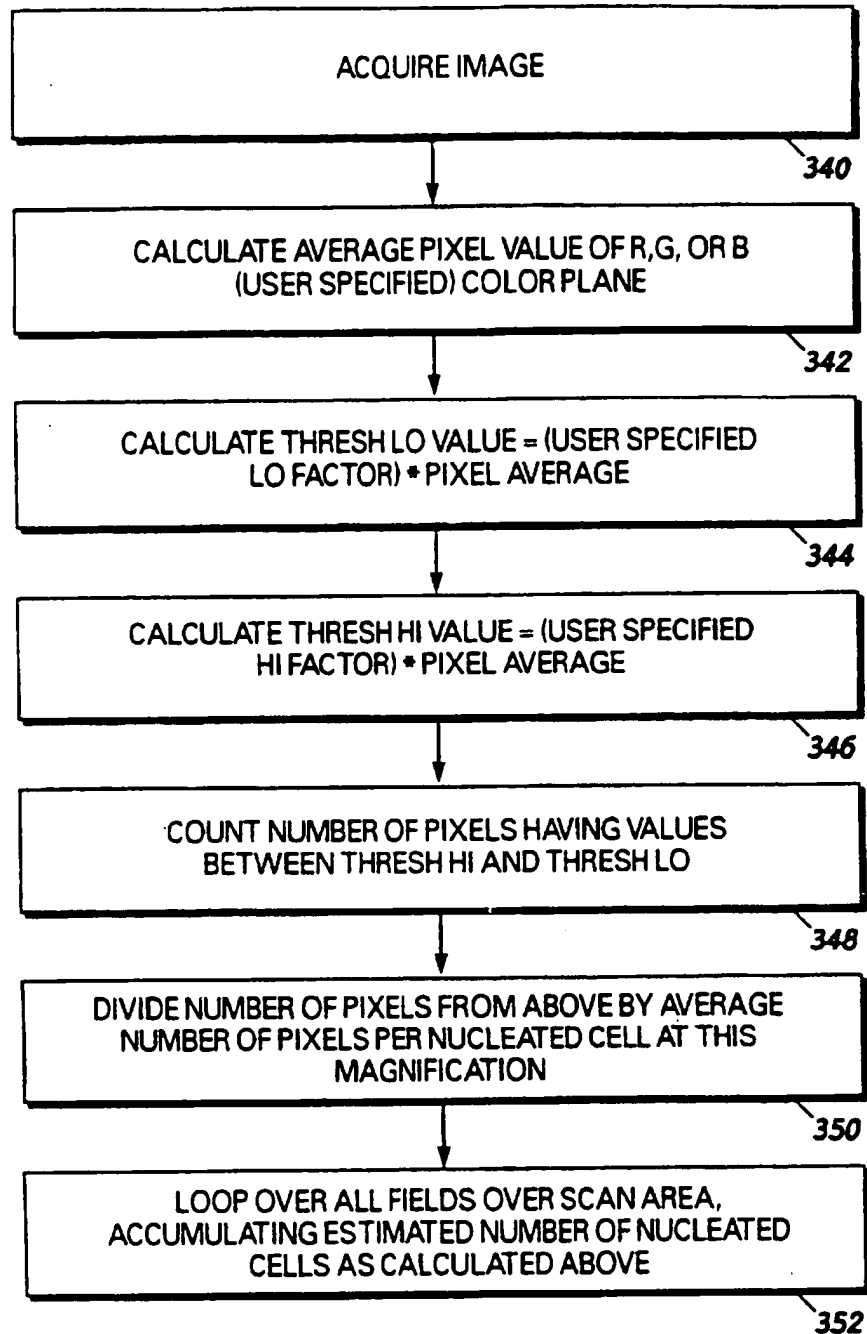 ACQUIRE IMAGE
340
CALCULATE AVERAGE PIXEL VALUE OF R,G, OR B
(USER SPECIFIED) COLOR PLANE
342
CALCULATE THRESH LO VALUE = (USER SPECIFIED
LO FACTOR) * PIXEL AVERAGE
344
CALCULATE THRESH HI VALUE = (USER SPECIFIED
HI FACTOR) * PIXEL AVERAGE
346
COUNT NUMBER OF PIXELS HAVING VALUES
BETWEEN THRESH HI AND THRESH LO
348
DIVIDE NUMBER OF PIXELS FROM ABOVE BY AVERAGE
NUMBER OF PIXELS PER NUCLEATED CELL AT THIS
MAGNIFICATION
350
LOOP OVER ALL FIELDS OVER SCAN AREA,
ACCUMULATING ESTIMATED NUMBER OF NUCLEATED
CELLS AS CALCULATED ABOVE
352